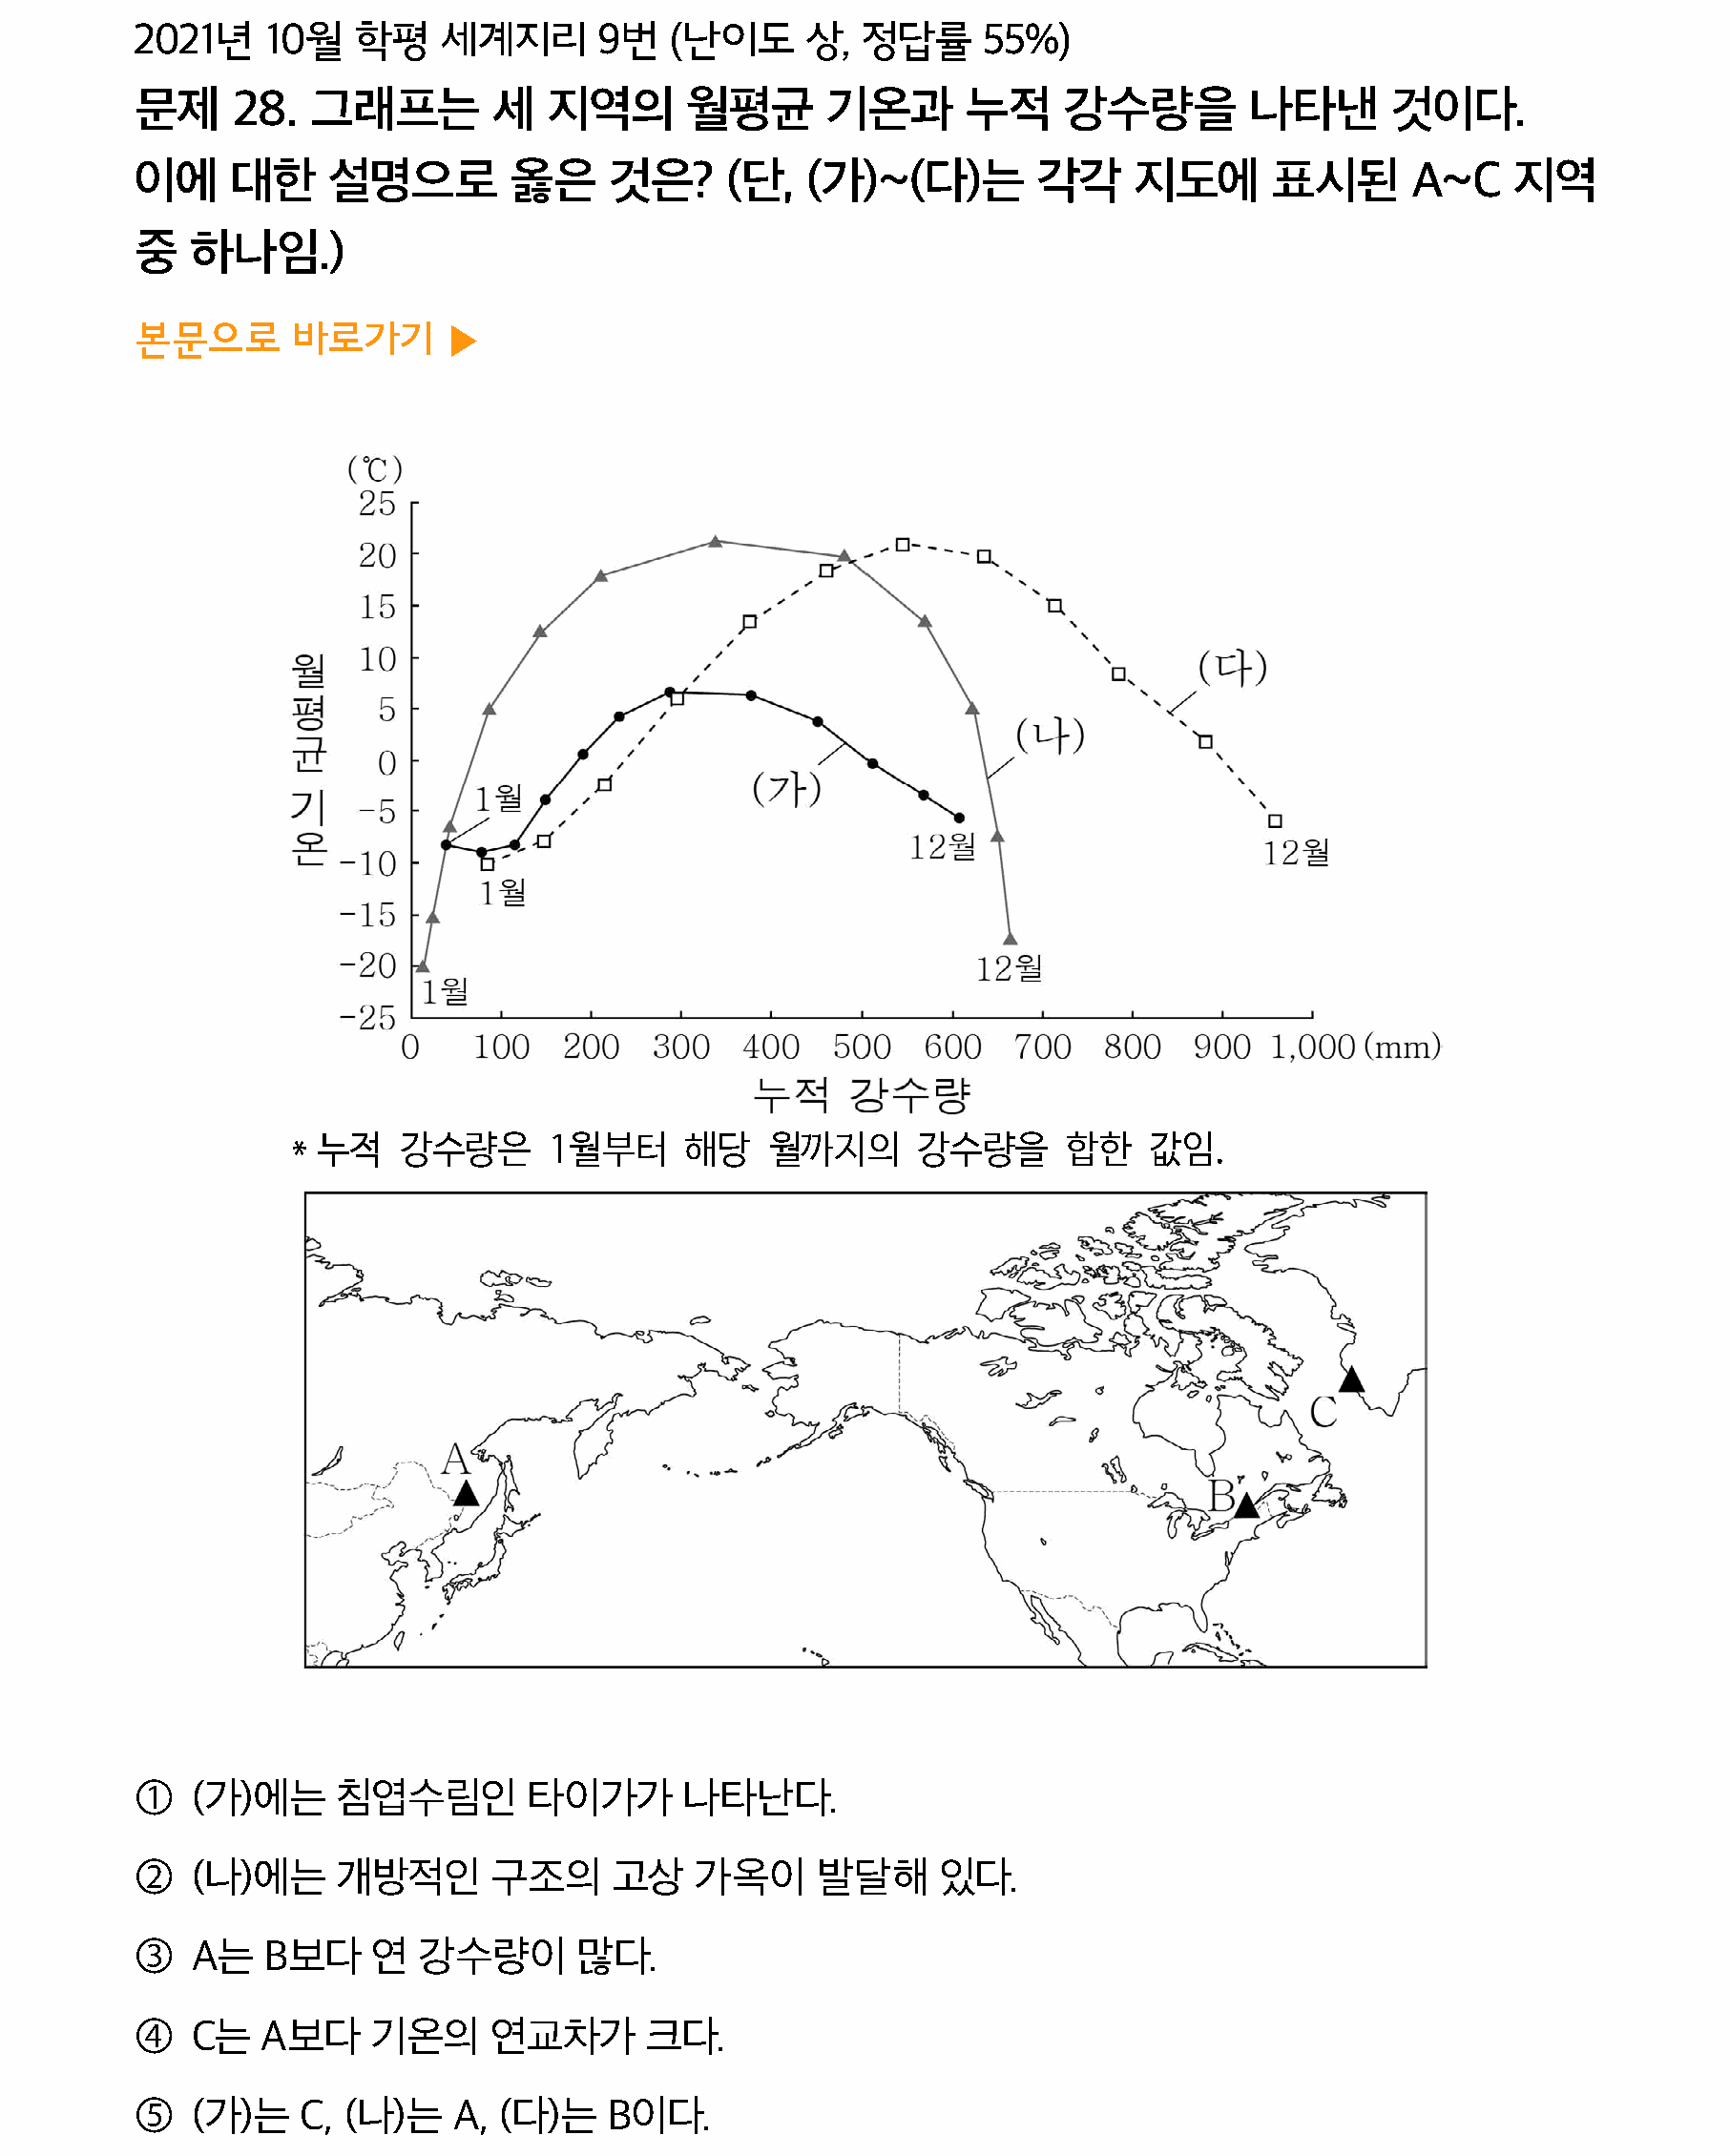 2021년 10월 학평 세계지리 9번 (난이도 상, 정답률 55%)
문제 28. 그래프는 세 지역의 월평균 기온과 누적 강수량을 나타낸 것이다.
이에 대한 설명으로 옳은 것은? (단, (가)~(다)는 각각 지도에 표시된 A~C 지역
중 하나임.)
본문으로 바로가기 ▶
(℃)
25
20
15
10
5
0
-5
-10
-15
-20
-25
월평균 기온
(가)
(나)
(다)
1월
1월
1월
12월
12월
12월
0 100 200 300 400 500 600 700 800 900 1,000 (mm)
누적 강수량
* 누적 강수량은 1월부터 해당 월까지의 강수량을 합한 값임.
A
B
C
① (가)에는 침엽수림인 타이가가 나타난다.
② (나)에는 개방적인 구조의 고상 가옥이 발달해 있다.
③ A는 B보다 연 강수량이 많다.
④ C는 A보다 기온의 연교차가 크다.
⑤ (가)는 C, (나)는 A, (다)는 B이다.